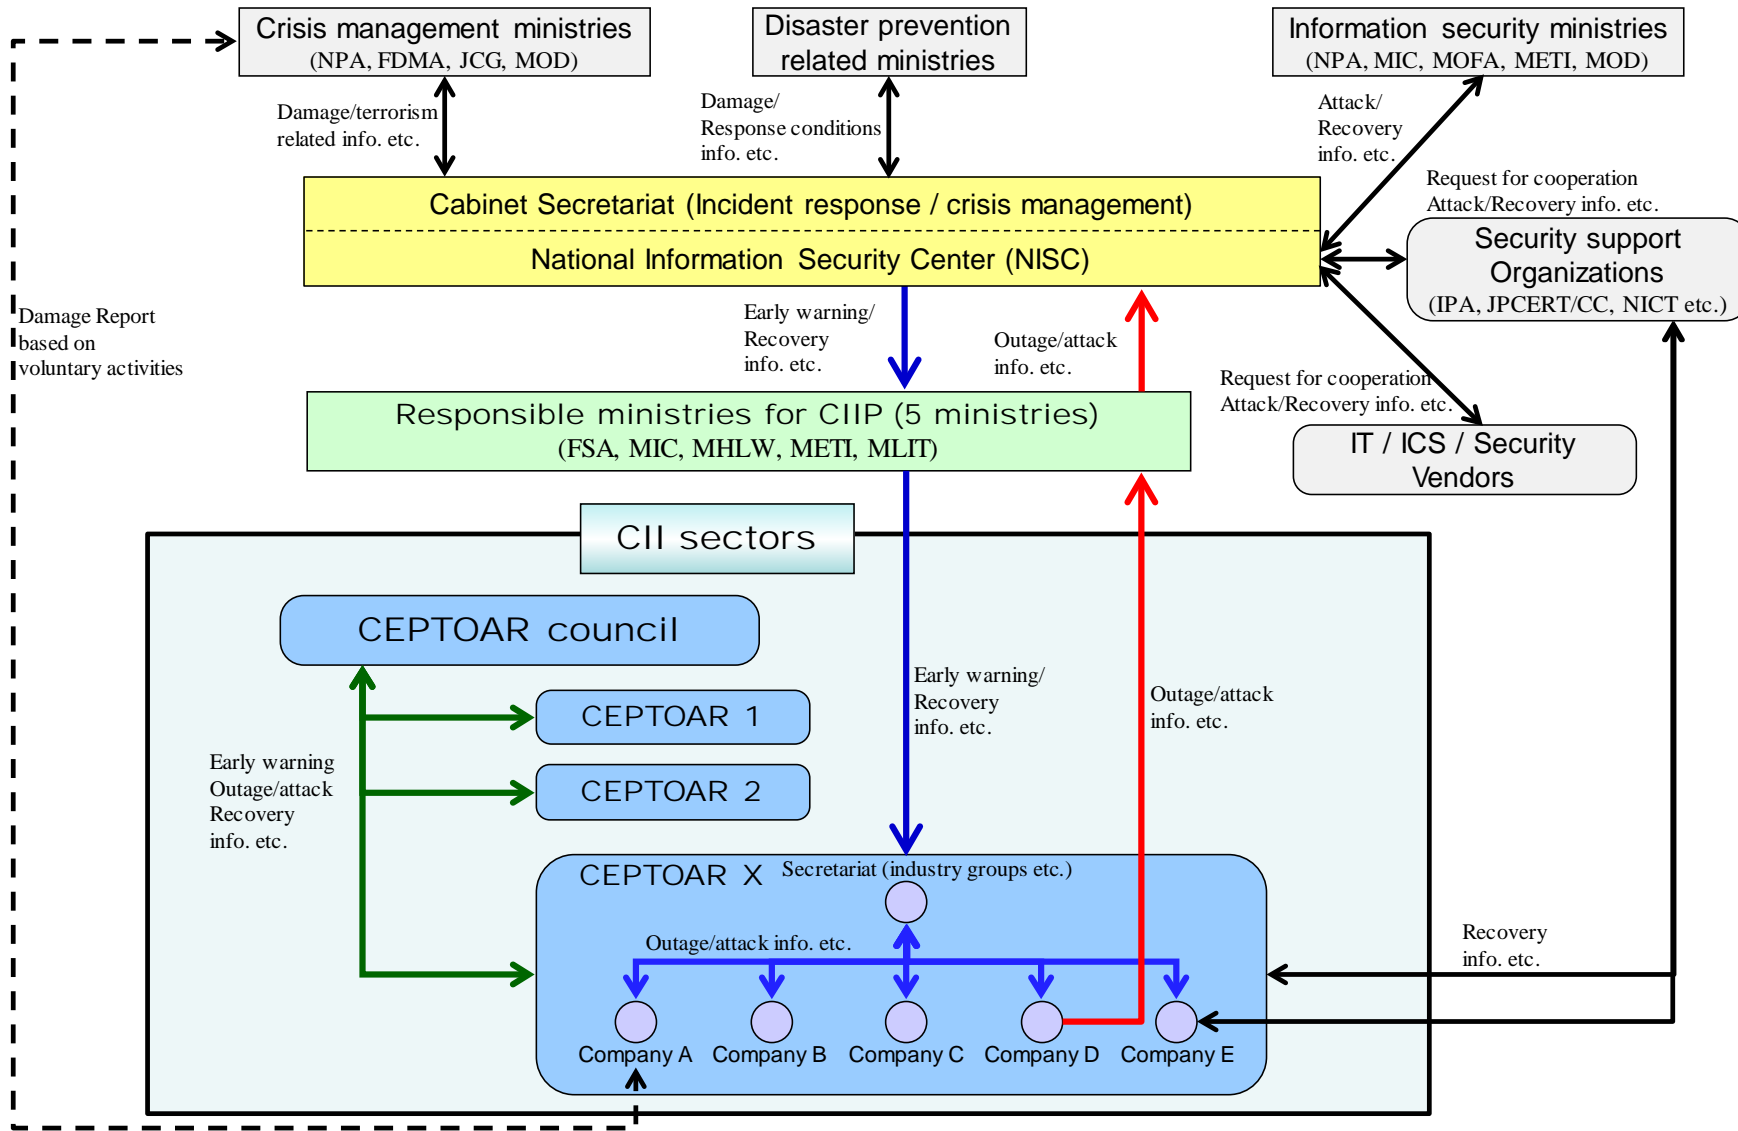 Crisis management ministries
(NPA, FDMA, JCG, MOD)
Disaster prevention
related ministries
Information security ministries
(NPA, MIC, MOFA, METI, MOD)
Damage/terrorism
related info. etc.
Damage/
Response conditions
info. etc.
Attack/
Recovery
info. etc.
Request for cooperation
Attack/Recovery info. etc.
Cabinet Secretariat (Incident response / crisis management)
National Information Security Center (NISC)
Security support
Organizations
(IPA, JPCERT/CC, NICT etc.)
Damage Report
based on
voluntary activities
Early warning/
Recovery
info. etc.
Outage/attack
info. etc.
Request for cooperation
Attack/Recovery info. etc.
Responsible ministries for CIIP (5 ministries)
(FSA, MIC, MHLW, METI, MLIT)
IT / ICS / Security
Vendors
CII sectors
CEPTOAR council
Early warning/
Recovery
info. etc.
Outage/attack
info. etc.
CEPTOAR 1
CEPTOAR 2
Early warning
Outage/attack
Recovery
info. etc.
CEPTOAR X
Secretariat (industry groups etc.)
Outage/attack info. etc.
Recovery
info. etc.
Company A
Company B
Company C
Company D
Company E